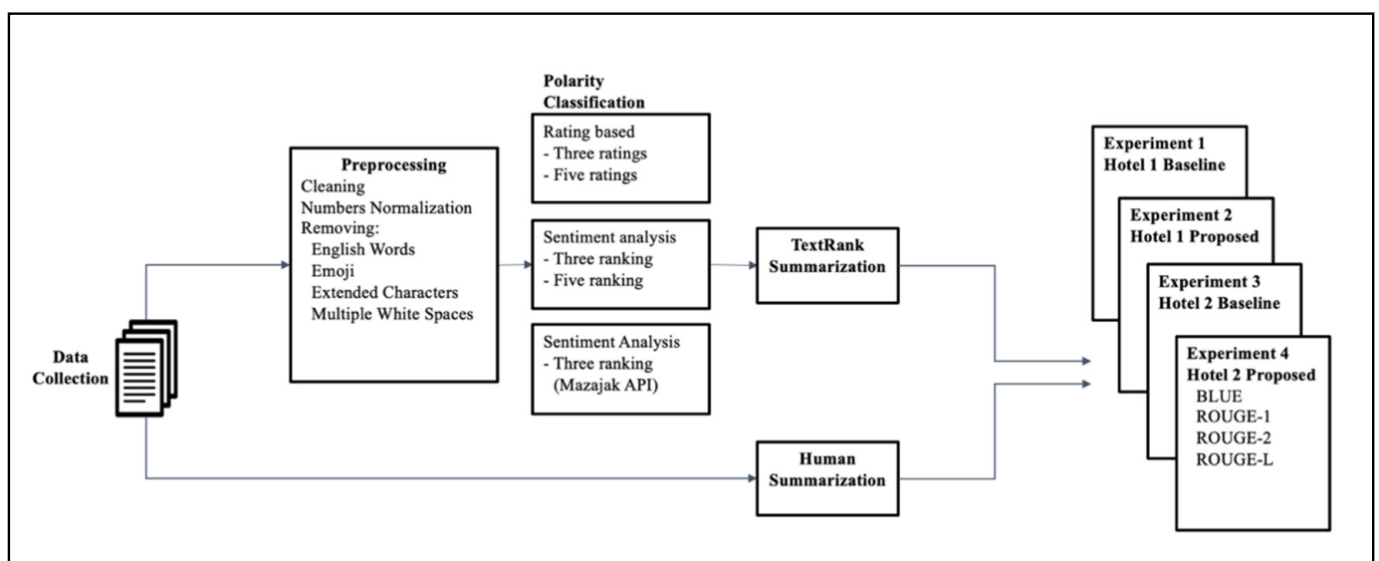 Data
Collection
Preprocessing
Cleaning
Numbers Normalization
Removing:
English Words
Emoji
Extended Characters
Multiple White Spaces
Polarity
Classification
Rating based
- Three ratings
- Five ratings
Sentiment analysis
- Three ranking
- Five ranking
Sentiment Analysis
- Three ranking
(Mazajak API)
TextRank
Summarization
Human
Summarization
Experiment 1
Hotel 1 Baseline
Experiment 2
Hotel 1 Proposed
Experiment 3
Hotel 2 Baseline
Experiment 4
Hotel 2 Proposed
BLUE
ROUGE-1
ROUGE-2
ROUGE-L